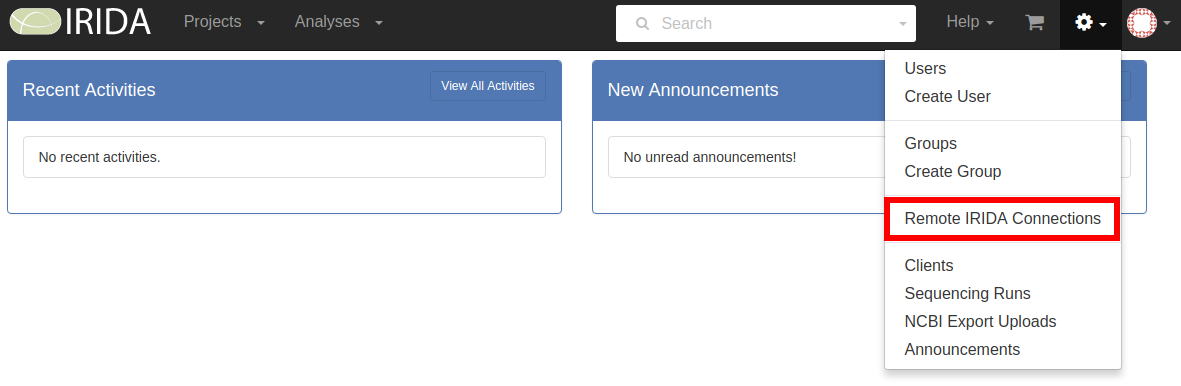 IRIDA Projects Analyses Search Help
Recent Activities View All Activities New Announcements
No recent activities. No unread announcements!
Users
Create User
Groups
Create Group
Remote IRIDA Connections
Clients
Sequencing Runs
NCBI Export Uploads
Announcements